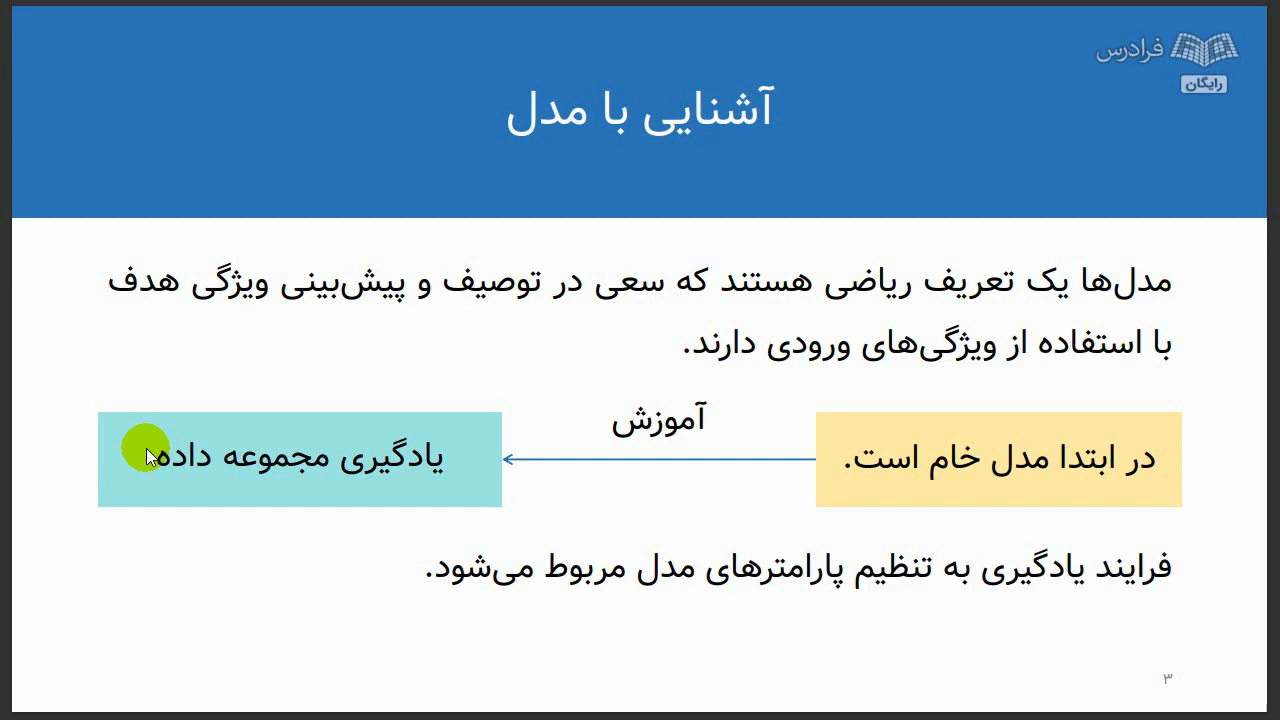 فرادرس
رایگان
آشنایی با مدل
مدل‌ها یک تعریف ریاضی هستند که سعی در توصیف و پیش‌بینی ویژگی هدف
با استفاده از ویژگی‌های ورودی دارند.
در ابتدا مدل خام است.
آموزش
یادگیری مجموعه داده
فرایند یادگیری به تنظیم پارامترهای مدل مربوط می‌شود.
۳